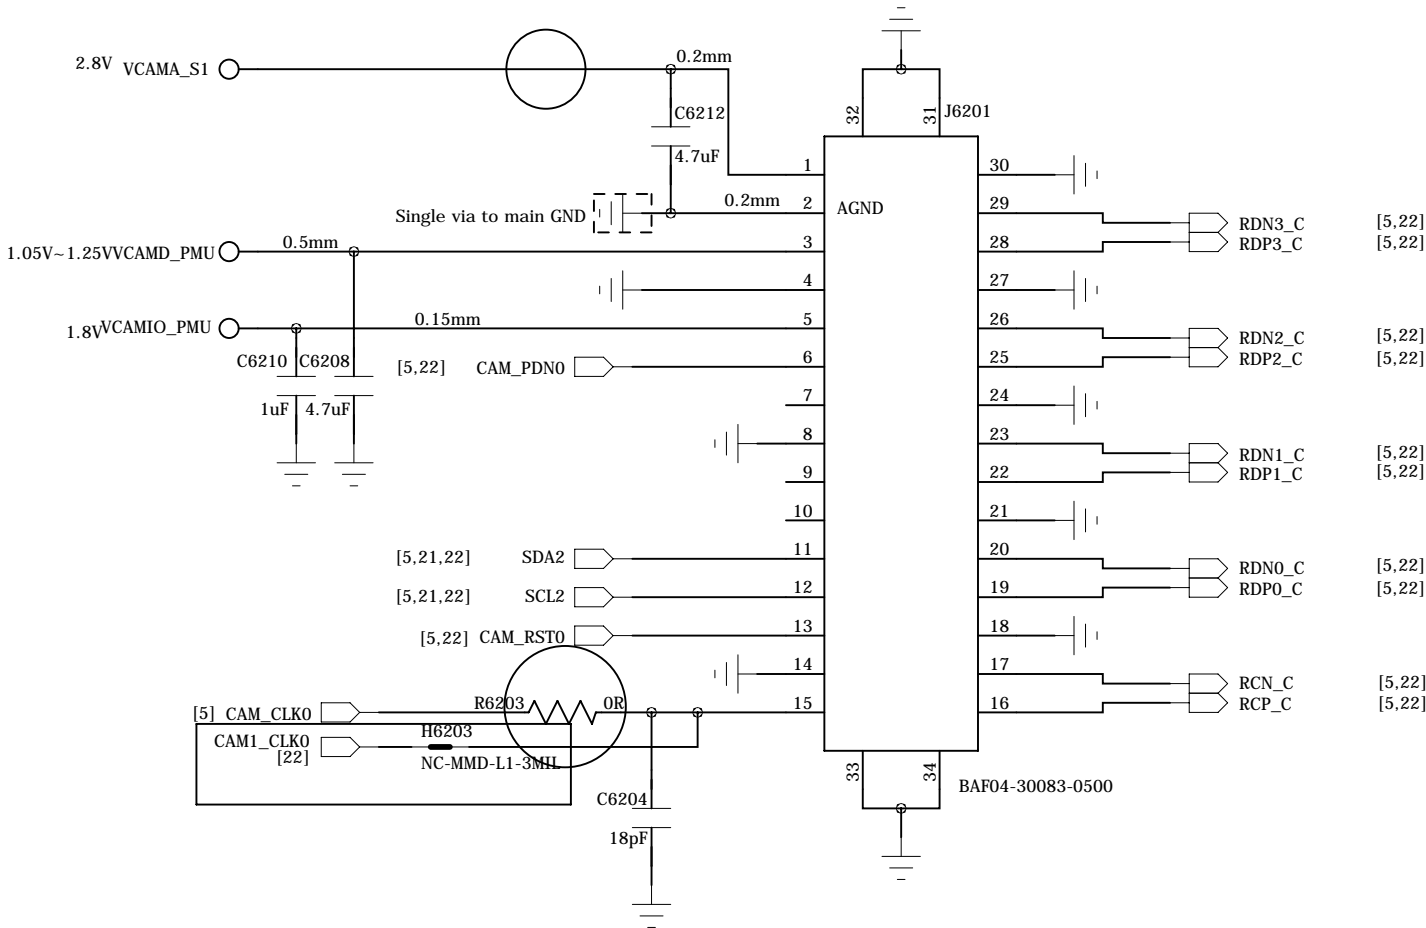 2.8V VCAMA_S1
0.2mm
32
31
J6201
C6212
4.7uF
1
30
Single via to main GND
0.2mm
2
AGND
29
RDN3_C [5,22]
1.05V~1.25VVCAMD_PMU
0.5mm
3
28
RDP3_C [5,22]
4
27
1.8VVCAMIO_PMU
0.15mm
5
26
RDN2_C [5,22]
C6210 C6208
[5,22] CAM_PDN0
6
25
RDP2_C [5,22]
1uF 4.7uF
7
24
8
23
RDN1_C [5,22]
9
22
RDP1_C [5,22]
10
21
[5,21,22] SDA2
11
20
RDN0_C [5,22]
[5,21,22] SCL2
12
19
RDP0_C [5,22]
[5,22] CAM_RST0
13
18
14
17
RCN_C [5,22]
[5] CAM_CLK0
R6203 0R
15
16
RCP_C [5,22]
CAM1_CLK0
[22]
H6203
NC-MMD-L1-3MIL
33
34
BAF04-30083-0500
C6204
18pF